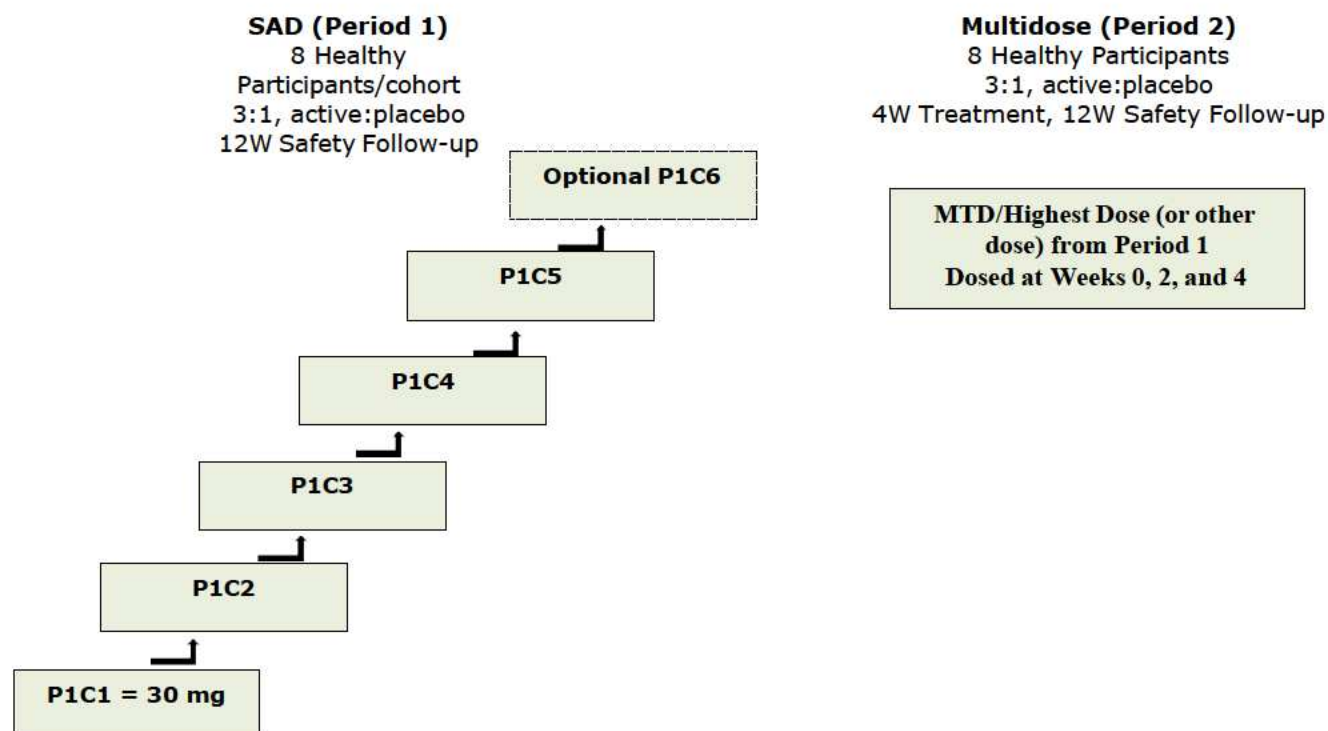 SAD (Period 1)
8 Healthy
Participants/cohort
3:1, active:placebo
12W Safety Follow-up
Multidose (Period 2)
8 Healthy Participants
3:1, active:placebo
4W Treatment, 12W Safety Follow-up
Optional P1C6
MTD/Highest Dose (or other
dose) from Period 1
Dosed at Weeks 0, 2, and 4
P1C5
P1C4
P1C3
P1C2
P1C1 = 30 mg